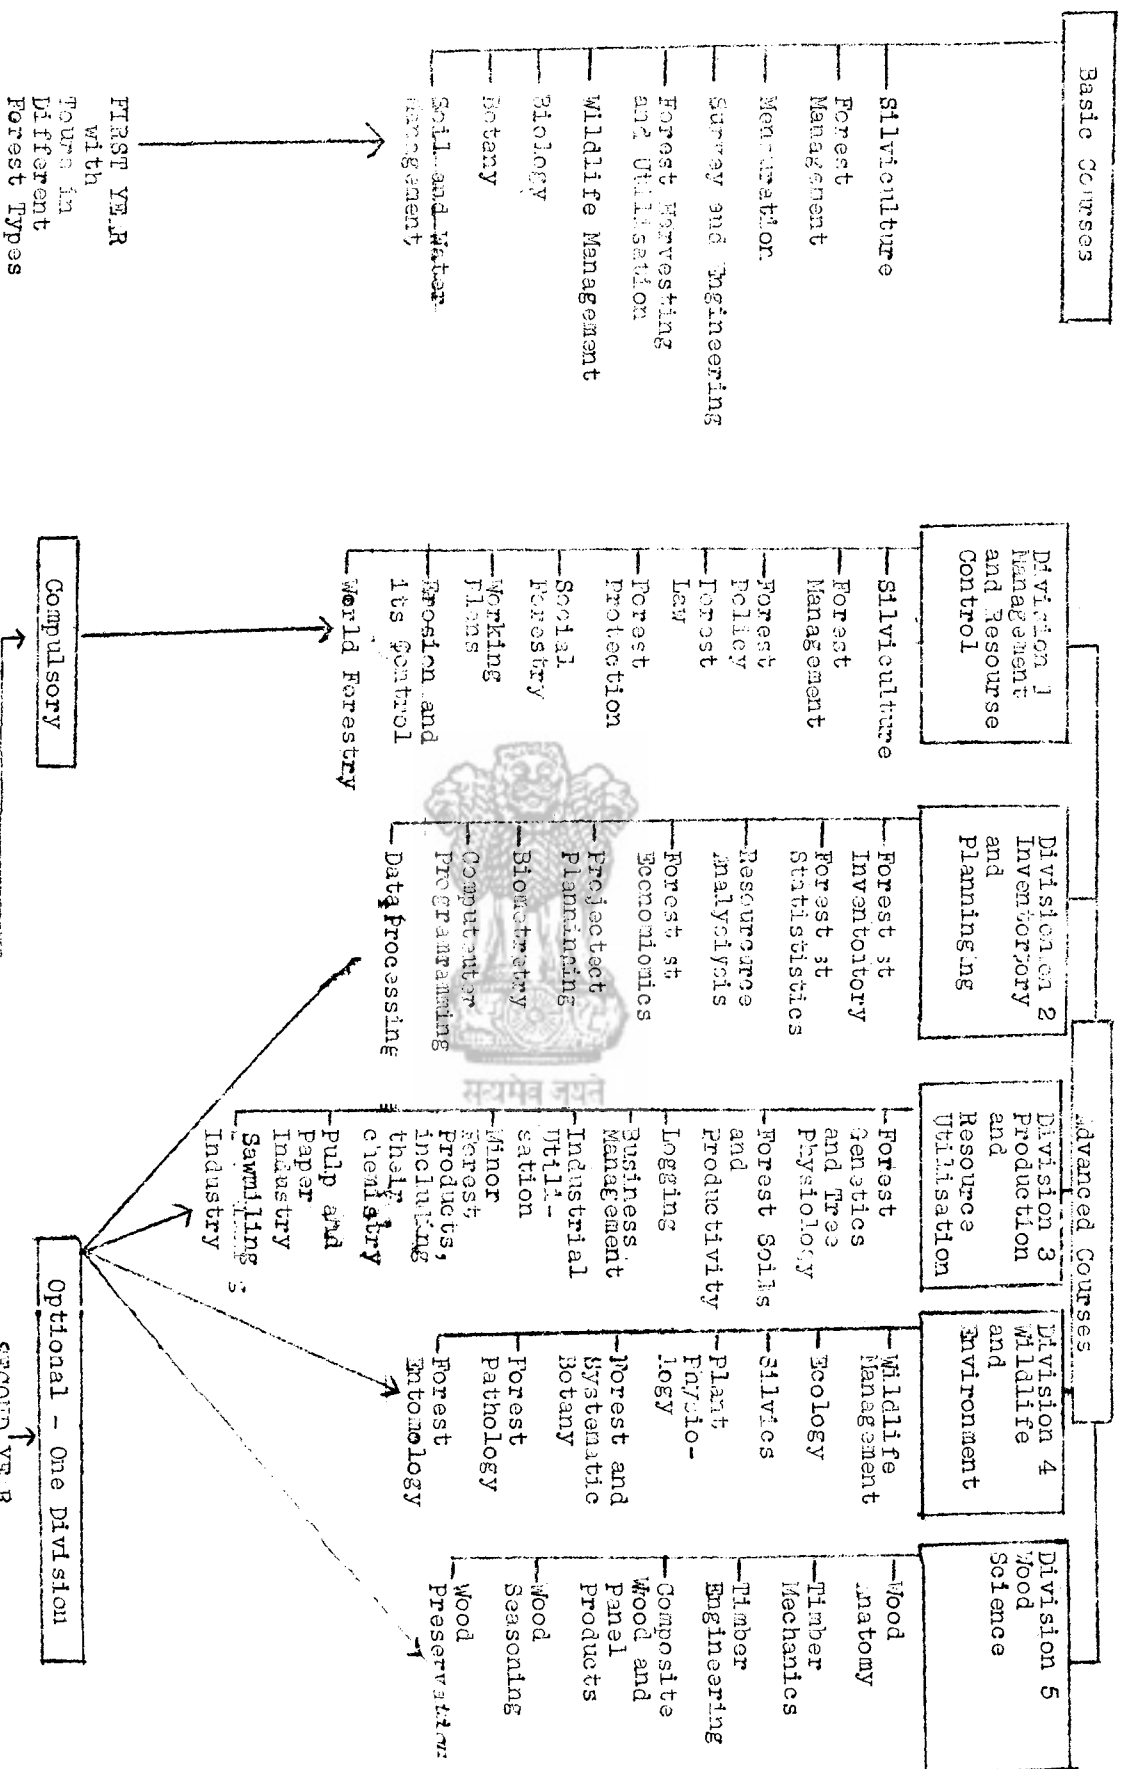 Basic Courses
Silviculture
Forest
Management
Mensuration
Survey and Engineering
Forest Harvesting
and Utilisation
Wildlife Management
Biology
Botany
Soil and Water
Management
FIRST YEAR
with
Tours in
Different
Forest Types
Advanced Courses
Division 1
Management
and Resourse
Control
Silviculture
Forest
Management
Forest
Policy
Forest
Law
Forest
Protection
Social
Forestry
Working
Plans
Erosion and
its Control
World Forestry
Compulsory
Division 2
Inventory
and
Planning
Forest
Inventory
Forest
Statistics
Resource
Analysis
Forest
Economics
Project
Planning
Biometry
Computer
Programming
Data Processing
सत्यमेव जयते
Division 3
Production
and
Resource
Utilisation
Forest
Genetics
and Tree
Physiology
Forest Soils
and
Productivity
Logging
Business
Management
Industrial
Utili-
sation
Minor
Forest
Products,
including
their
chemistry
Pulp and
Paper
Industry
Sawmilling
Industry
Division 4
Wildlife
and
Environment
Wildlife
Management
Ecology
Silvics
Plant
Physio-
logy
Forest and
Systematic
Botany
Forest
Pathology
Forest
Entomology
Division 5
Wood
Science
Wood
Anatomy
Timber
Mechanics
Timber
Engineering
Composite
Wood and
Panel
Products
Wood
Seasoning
Wood
Preservation
Optional - One Division
SECOND YEAR